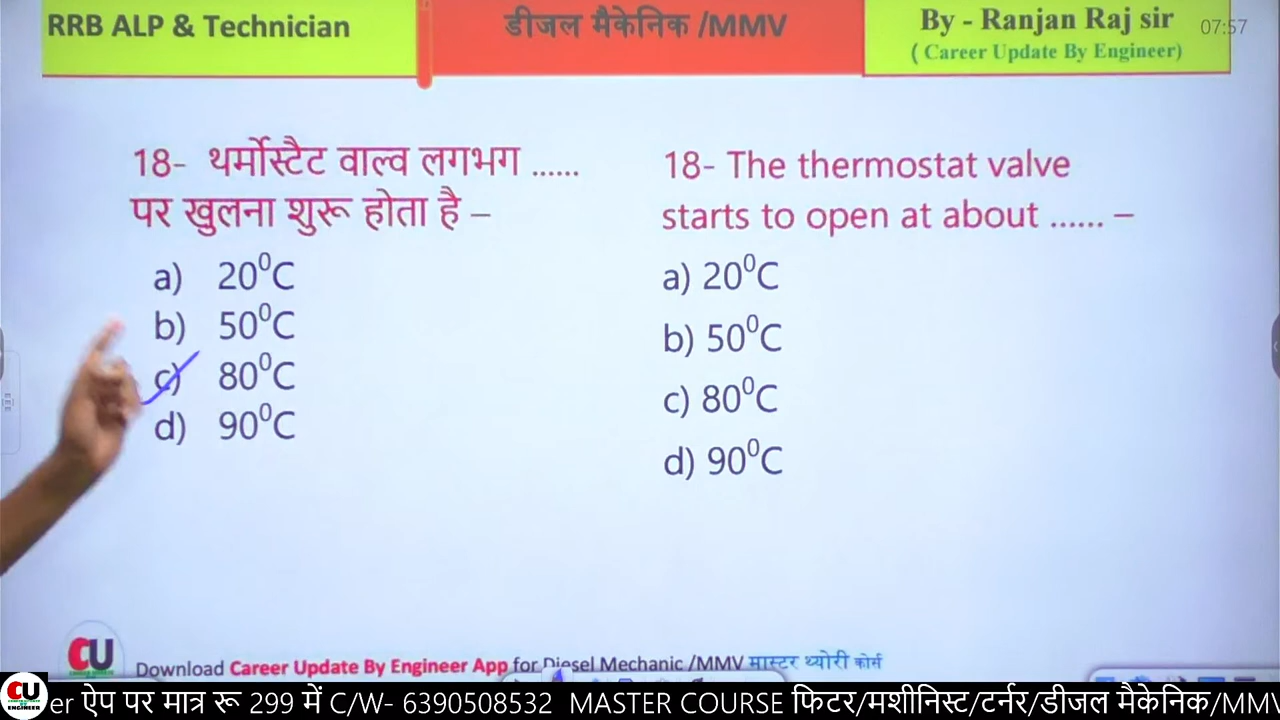 RRB ALP & Technician
डीजल मैकेनिक /MMV
By - Ranjan Raj sir
( Career Update By Engineer)
07:57
18- थर्मोस्टैट वाल्व लगभग ......
पर खुलना शुरू होता है –
a) 20⁰C
b) 50⁰C
c) 80⁰C
d) 90⁰C
18- The thermostat valve
starts to open at about ...... –
a) 20⁰C
b) 50⁰C
c) 80⁰C
d) 90⁰C
CU
Download Career Update By Engineer App for Diesel Mechanic /MMV मास्टर थ्योरी कोर्स
CU
ENGINEER
er ऐप पर मात्र रू 299 में C/W- 6390508532 MASTER COURSE फिटर/मशीनिस्ट/टर्नर/डीजल मैकेनिक/MMV